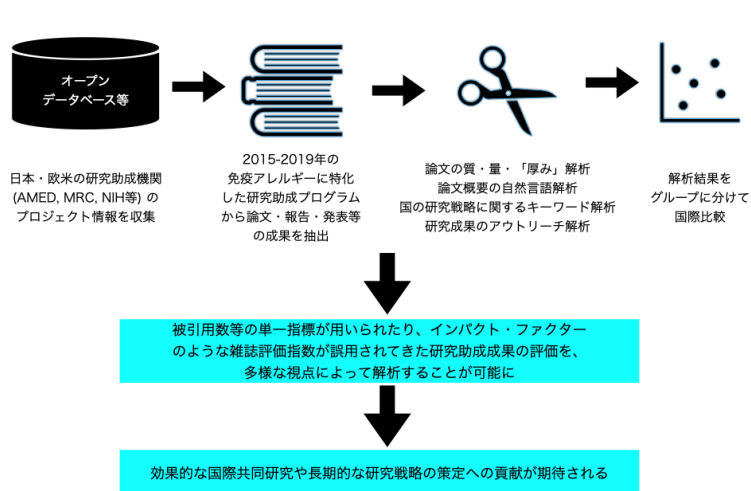 オープン
データベース等
日本・欧米の研究助成機関
(AMED, MRC, NIH等) の
プロジェクト情報を収集
2015-2019年の
免疫アレルギーに特化
した研究助成プログラム
から論文・報告・発表等
の成果を抽出
論文の質・量・「厚み」解析
論文概要の自然言語解析
国の研究戦略に関するキーワード解析
研究成果のアウトリーチ解析
解析結果を
グループに分けて
国際比較
被引用数等の単一指標が用いられたり、インパクト・ファクター
のような雑誌評価指数が誤用されてきた研究助成成果の評価を、
多様な視点によって解析することが可能に
効果的な国際共同研究や長期的な研究戦略の策定への貢献が期待される